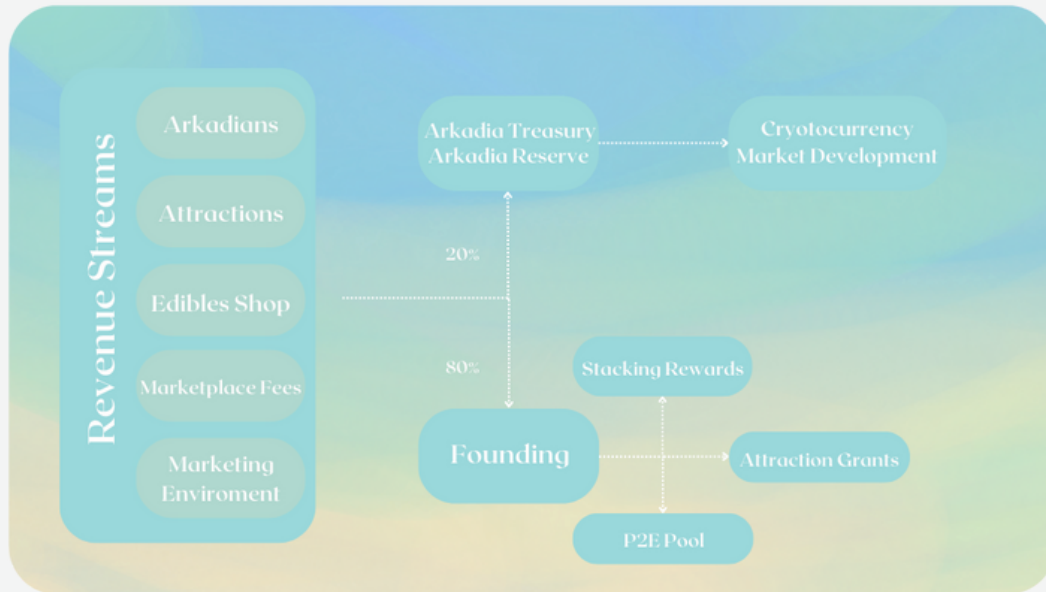 Revenue Streams
Arkadians
Attractions
Edibles Shop
Marketplace Fees
Marketing
Enviroment
Arkadia Treasury
Arkadia Reserve
Cryotocurrency
Market Development
20%
80%
Founding
Stacking Rewards
Attraction Grants
P2E Pool